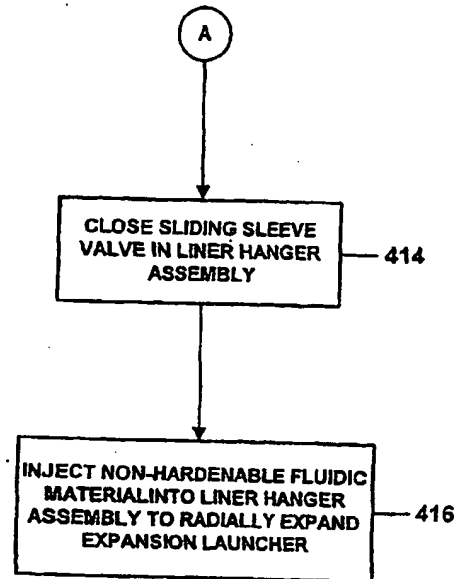 A
CLOSE SLIDING SLEEVE
VALVE IN LINER HANGER
ASSEMBLY
414
INJECT NON-HARDENABLE FLUIDIC
MATERIALINTO LINER HANGER
ASSEMBLY TO RADIALLY EXPAND
EXPANSION LAUNCHER
416